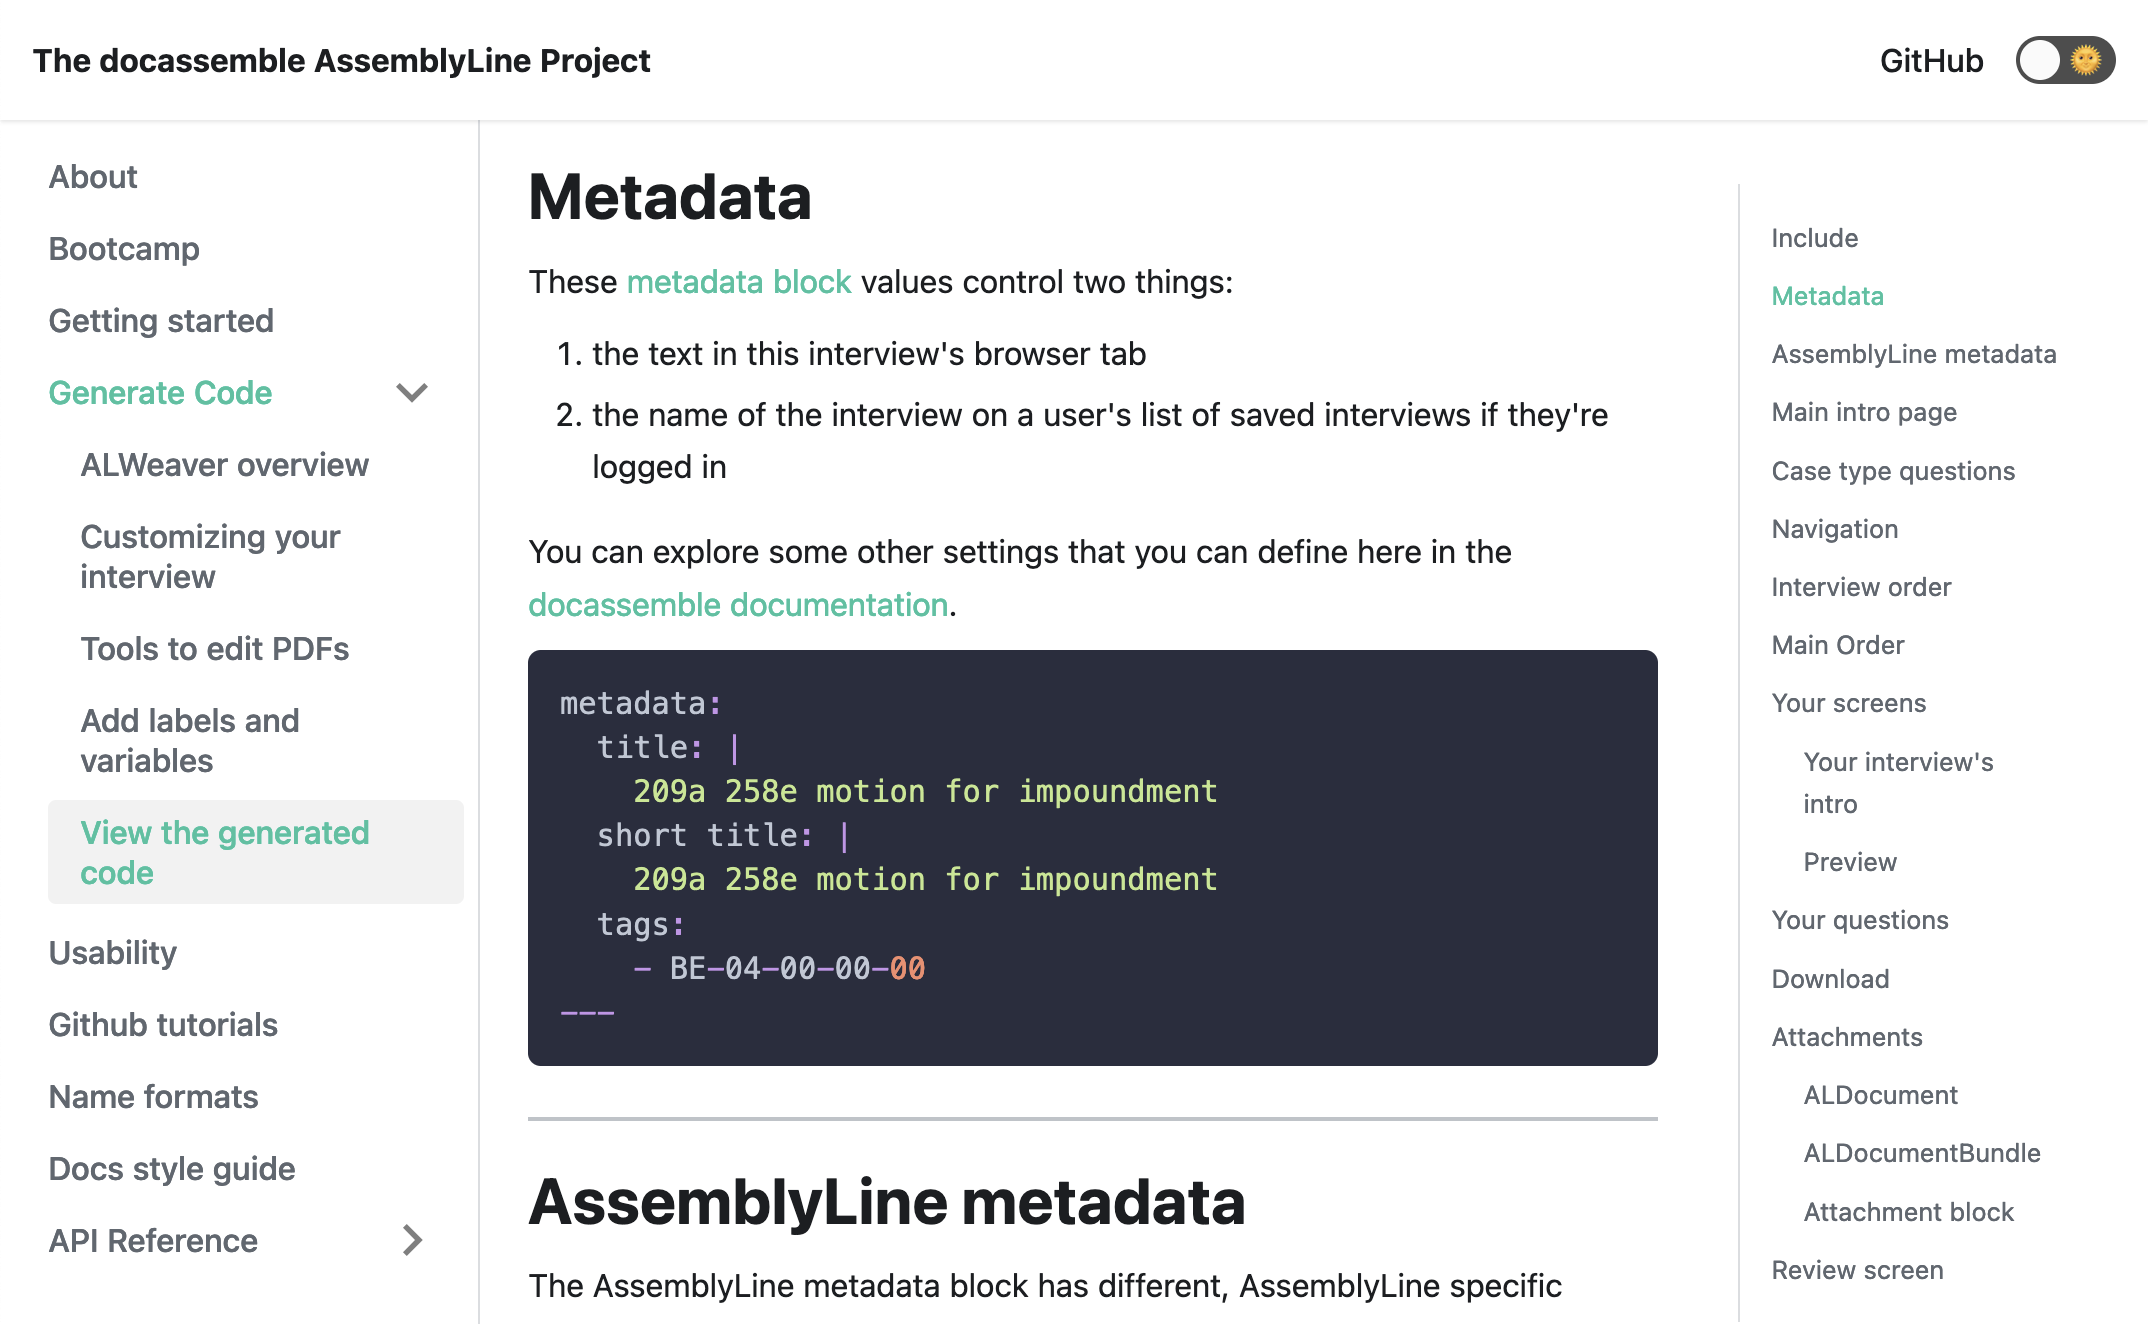 The docassemble AssemblyLine Project
GitHub
About
Bootcamp
Getting started
Generate Code
ALWeaver overview
Customizing your
interview
Tools to edit PDFs
Add labels and
variables
View the generated
code
Usability
Github tutorials
Name formats
Docs style guide
API Reference
Metadata
These metadata block values control two things:
1. the text in this interview's browser tab
2. the name of the interview on a user's list of saved interviews if they're
logged in
You can explore some other settings that you can define here in the
docassemble documentation.
metadata:
  title: |
    209a 258e motion for impoundment
  short title: |
    209a 258e motion for impoundment
  tags:
    - BE-04-00-00-00
---
AssemblyLine metadata
The AssemblyLine metadata block has different, AssemblyLine specific
Include
Metadata
AssemblyLine metadata
Main intro page
Case type questions
Navigation
Interview order
Main Order
Your screens
Your interview's
intro
Preview
Your questions
Download
Attachments
ALDocument
ALDocumentBundle
Attachment block
Review screen